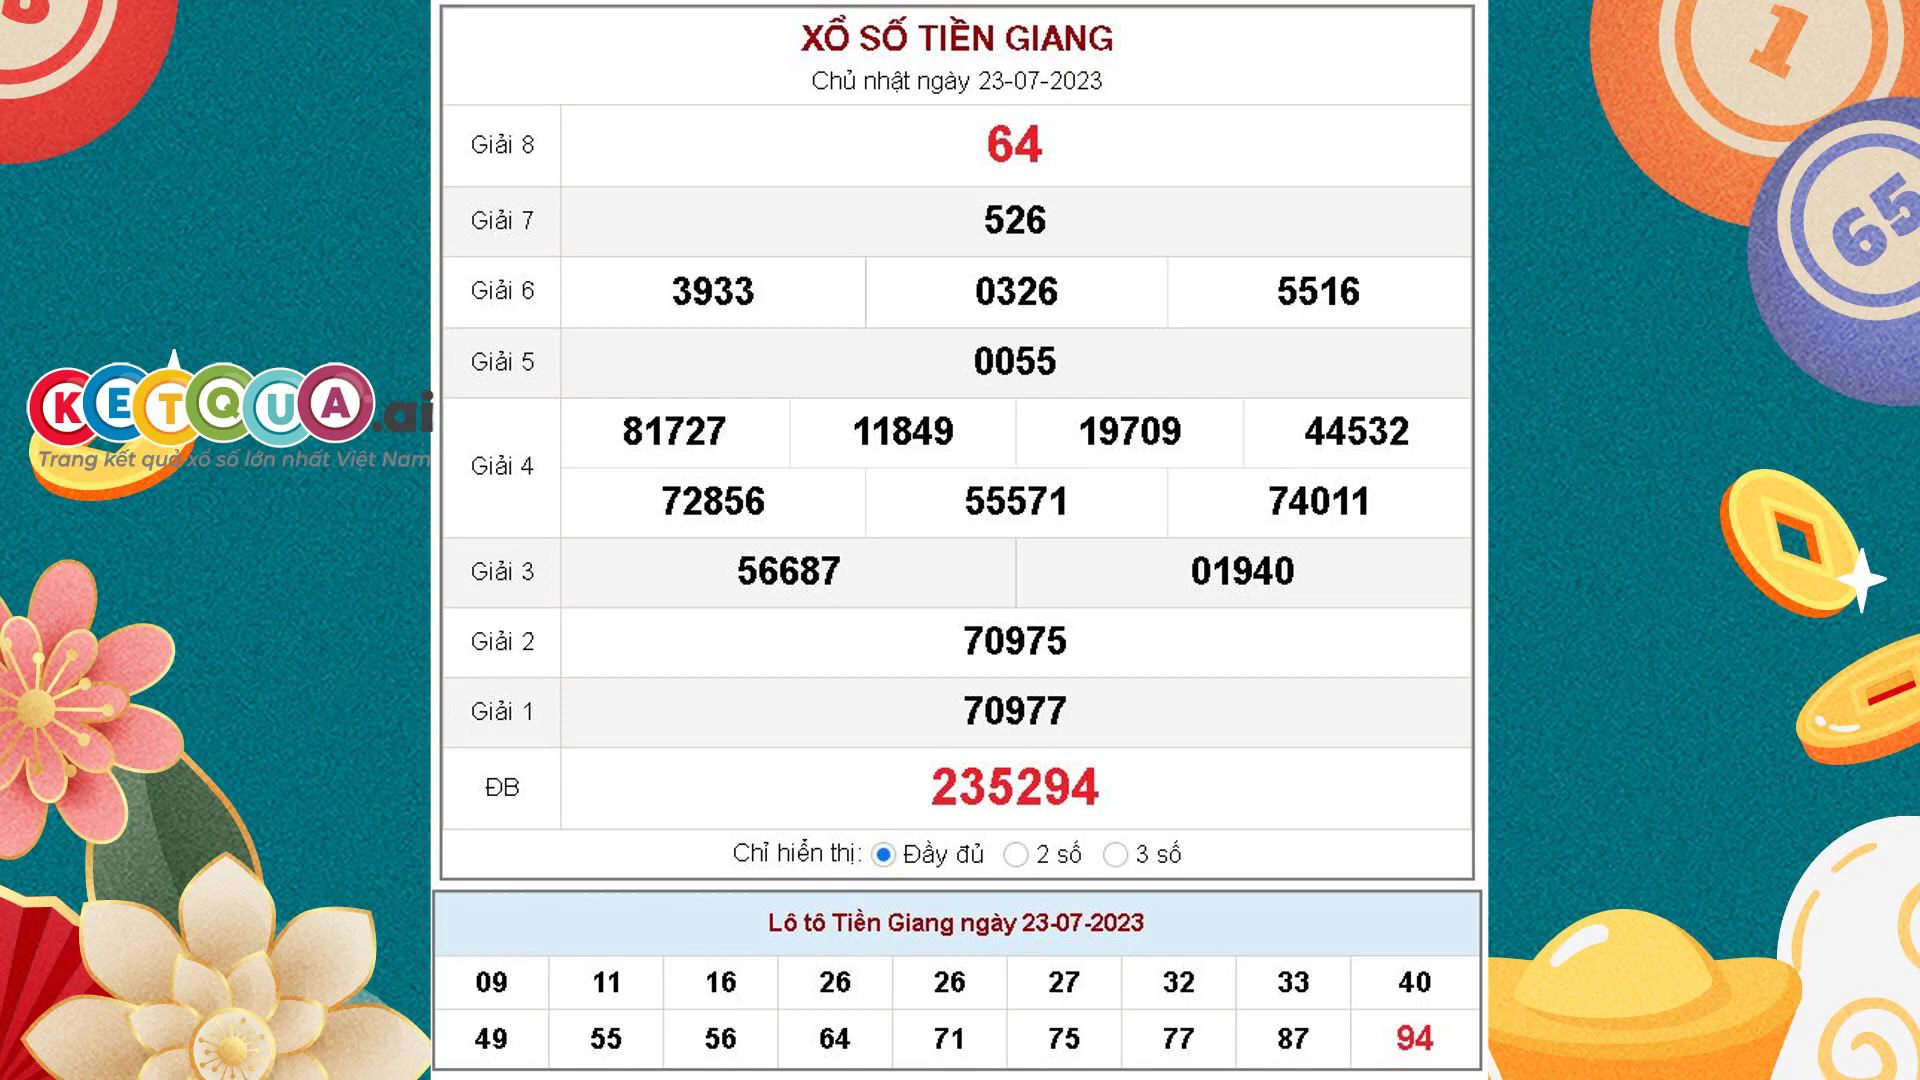 XỔ SỐ TIỀN GIANG
Chủ nhật ngày 23-07-2023
Giải 8 64
Giải 7 526
Giải 6 3933 0326 5516
Giải 5 0055
Giải 4 81727 11849 19709 44532
72856 55571 74011
Giải 3 56687 01940
Giải 2 70975
Giải 1 70977
ĐB 235294
Chỉ hiển thị: Đầy đủ 2 số 3 số
Lô tô Tiền Giang ngày 23-07-2023
09 11 16 26 26 27 32 33 40
49 55 56 64 71 75 77 87 94
KETQUA.ai
Trang kết quả xổ số lớn nhất Việt Nam
1
65